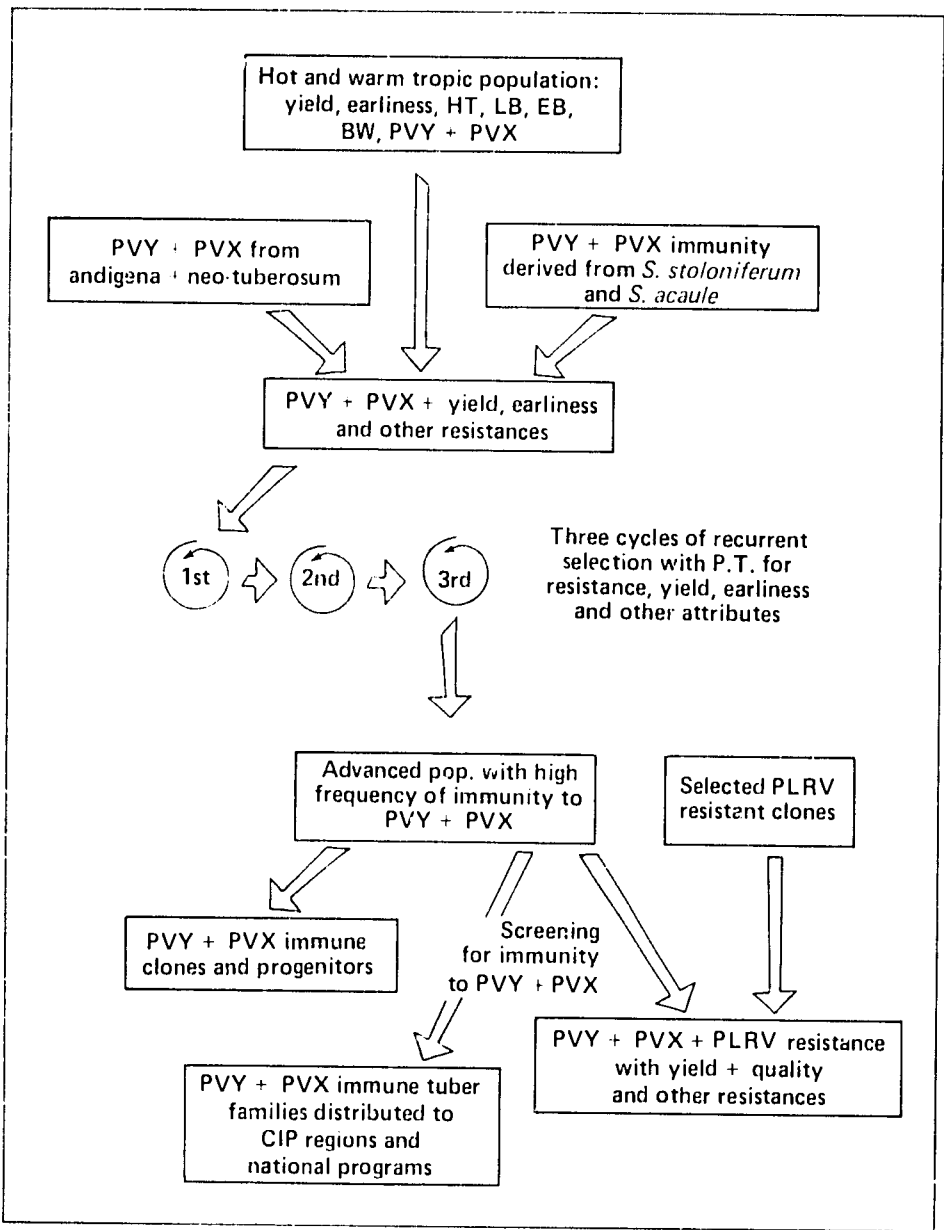 Hot and warm tropic population:
yield, earliness, HT, LB, EB,
BW, PVY + PVX
PVY + PVX from
andigena + neo-tuberosum
PVY + PVX immunity
derived from S. stoloniferum
and S. acaule
PVY + PVX + yield, earliness
and other resistances
1st
2nd
3rd
Three cycles of recurrent
selection with P.T. for
resistance, yield, earliness
and other attributes
Advanced pop. with high
frequency of immunity to
PVY + PVX
Selected PLRV
resistant clones
PVY + PVX immune
clones and progenitors
Screening
for immunity
to PVY + PVX
PVY + PVX + PLRV resistance
with yield + quality
and other resistances
PVY + PVX immune tuber
families distributed to
CIP regions and
national programs